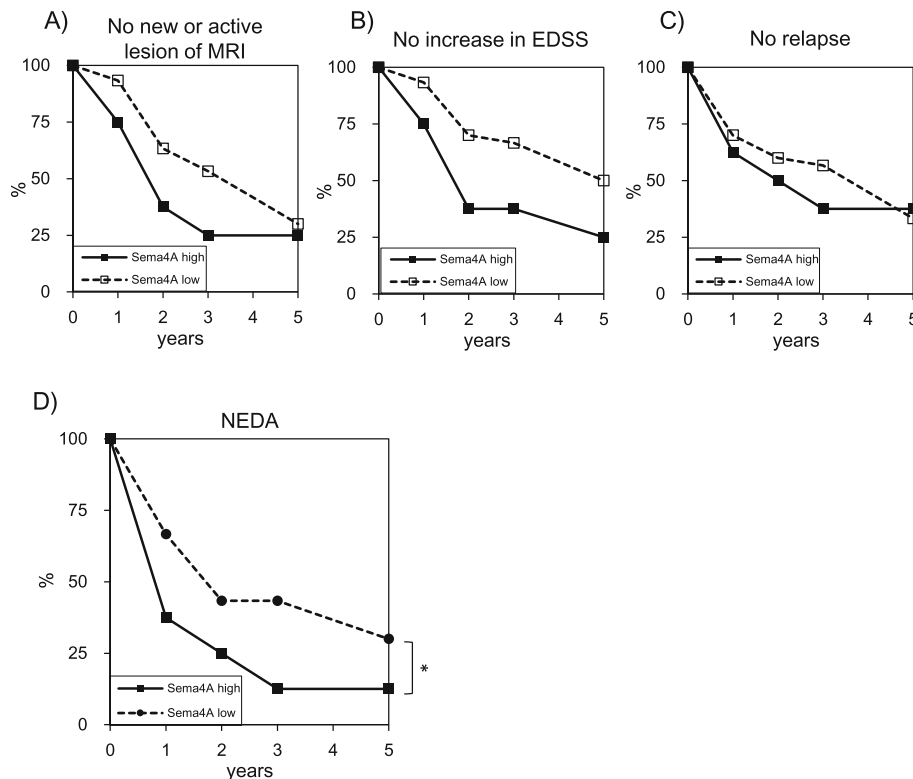 A)
No new or active
lesion of MRI
100
75
50
25
0
%
Sema4A high
Sema4A low
0 1 2 3 4 5
years
B)
No increase in EDSS
100
75
50
25
0
%
Sema4A high
Sema4A low
0 1 2 3 4 5
years
C)
No relapse
100
75
50
25
0
%
Sema4A high
Sema4A low
0 1 2 3 4 5
years
D)
NEDA
100
75
50
25
0
%
Sema4A high
Sema4A low
*
0 1 2 3 4 5
years